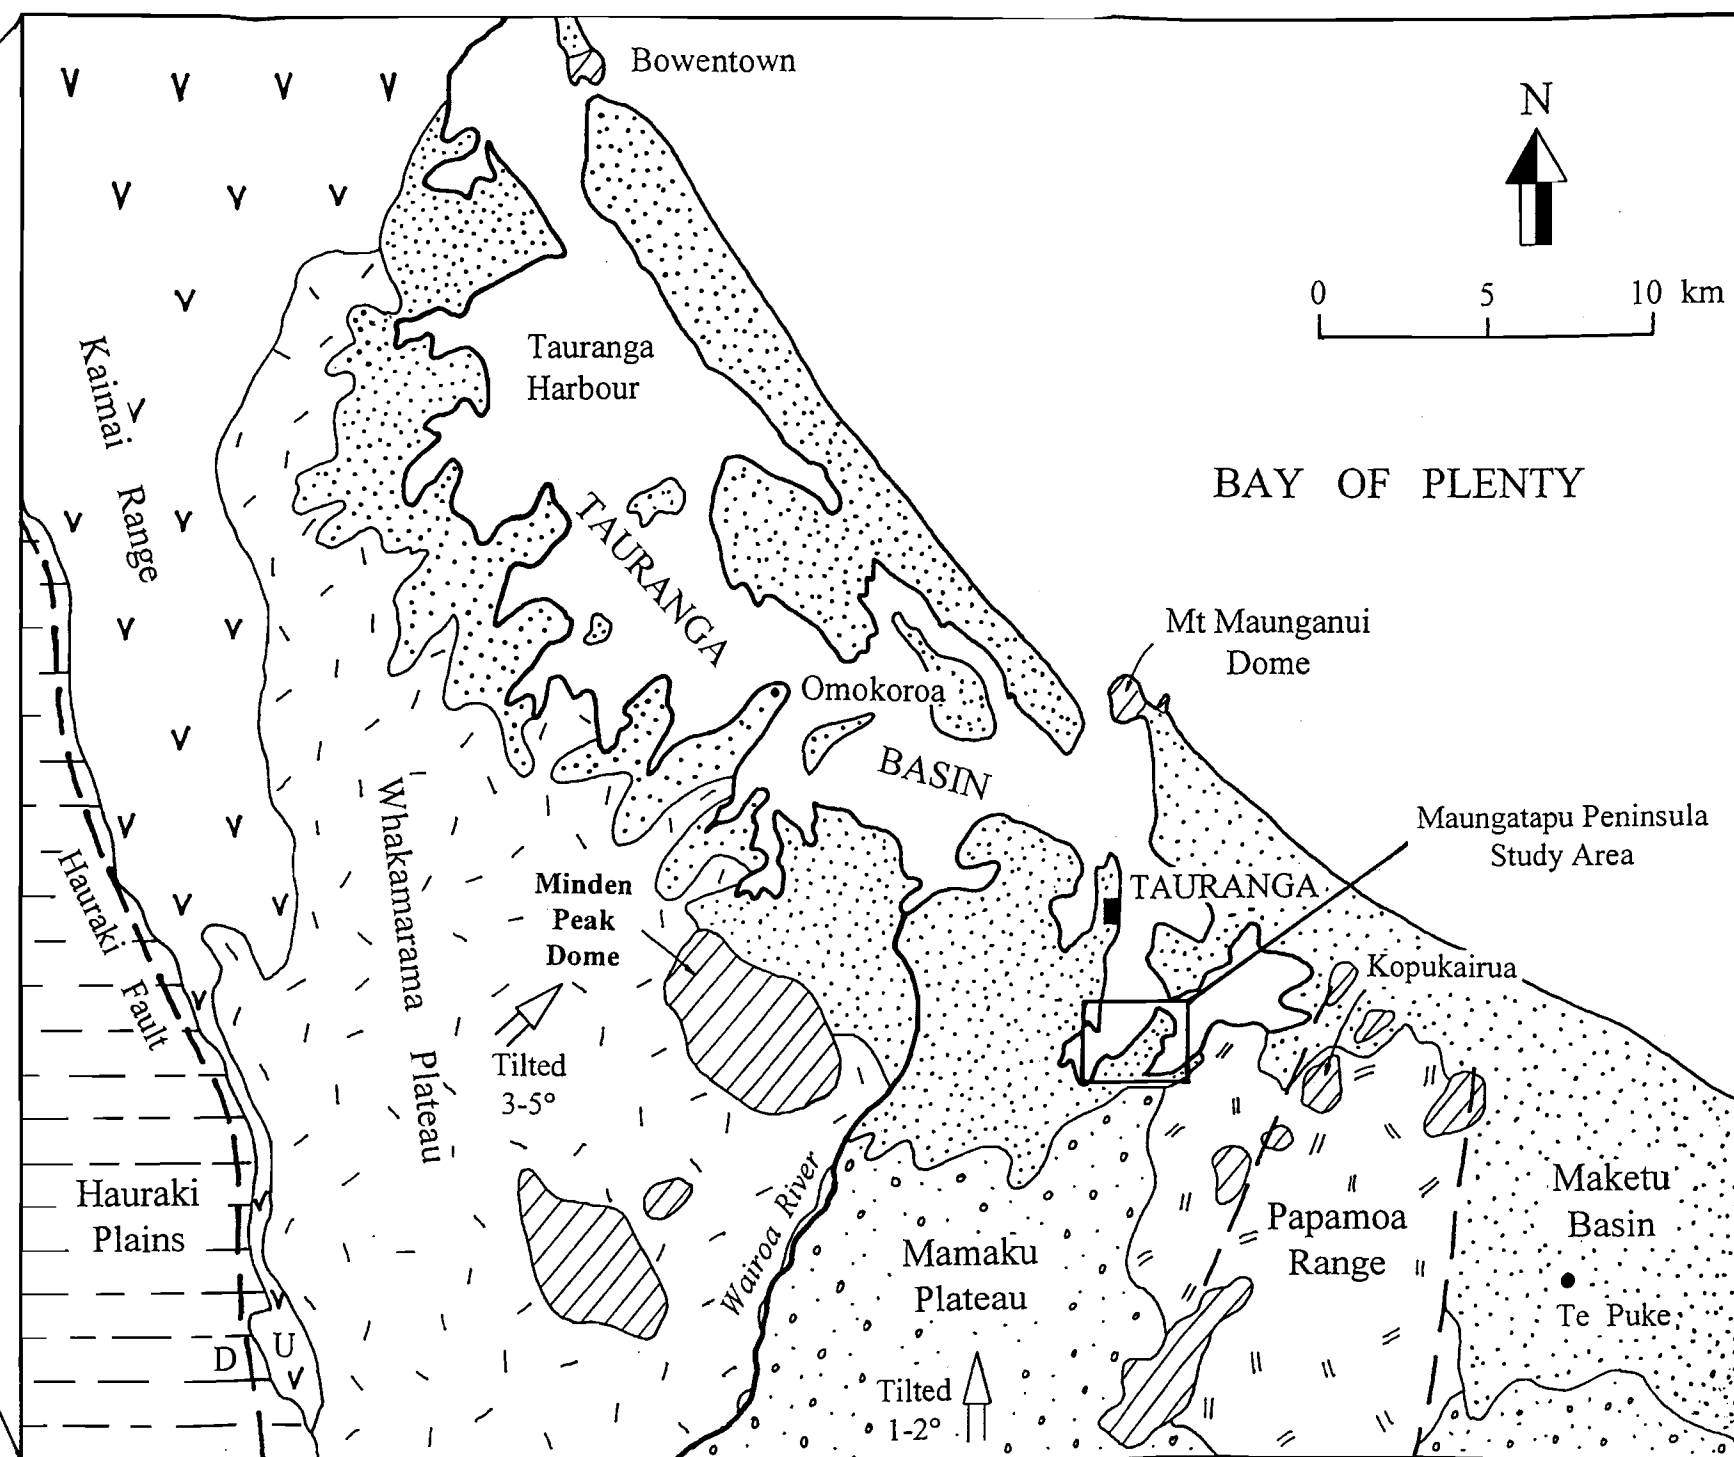 Bowentown
N
0 5 10 km
Kaimai Range
Tauranga
Harbour
BAY OF PLENTY
TAURANGA
BASIN
Mt Maunganui
Dome
Omokoroa
Maungatapu Peninsula
Study Area
TAURANGA
Kopukairua
Whakamarama Plateau
Minden
Peak
Dome
Hauraki Fault
Tilted
3-5°
Hauraki
Plains
Wairoa River
Mamaku
Plateau
Papamoa
Range
Maketu
Basin
Te Puke
D U
Tilted
1-2°